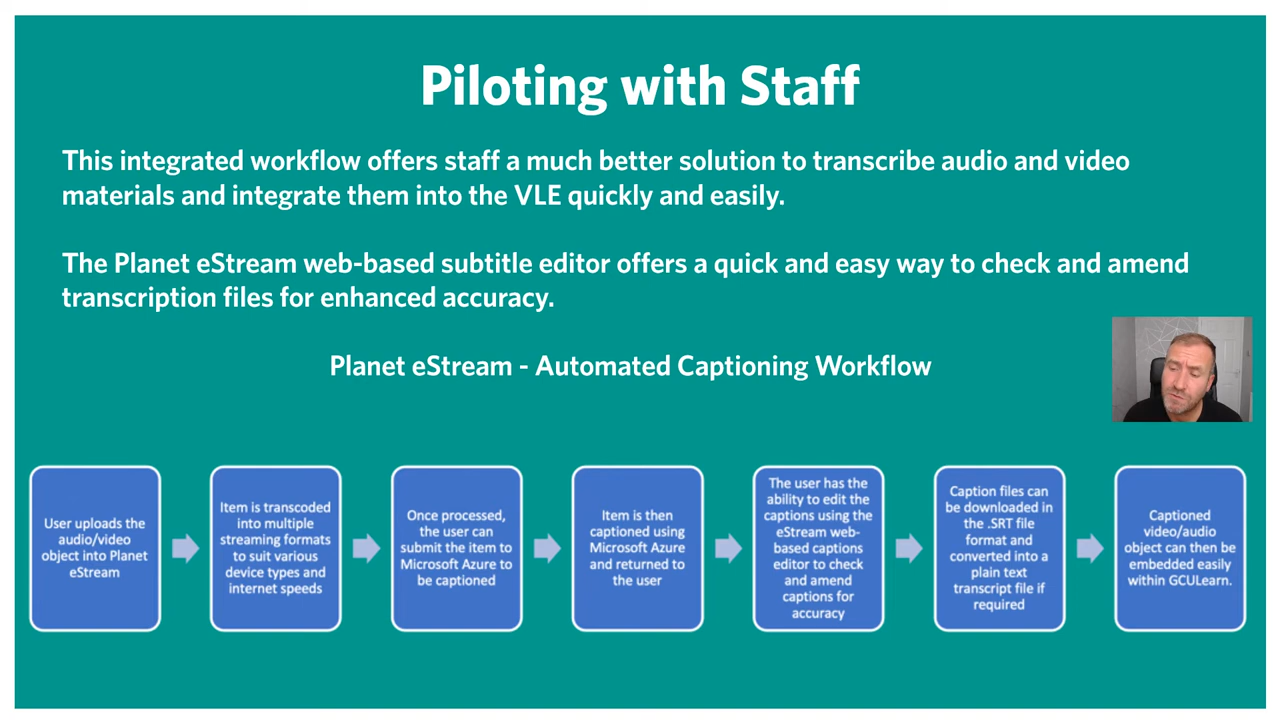 Piloting with Staff
This integrated workflow offers staff a much better solution to transcribe audio and video
materials and integrate them into the VLE quickly and easily.
The Planet eStream web-based subtitle editor offers a quick and easy way to check and amend
transcription files for enhanced accuracy.
Planet eStream - Automated Captioning Workflow
User uploads the
audio/video
object into Planet
eStream
Item is transcoded
into multiple
streaming formats
to suit various
device types and
internet speeds
Once processed,
the user can
submit the item to
Microsoft Azure to
be captioned
Item is then
captioned using
Microsoft Azure
and returned to
the user
The user has the
ability to edit the
captions using the
eStream web-
based captions
editor to check
and amend
captions for
accuracy
Caption files can
be downloaded in
the .SRT file
format and
converted into a
plain text
transcript file if
required
Captioned
video/audio
object can then be
embedded easily
within GCULearn.